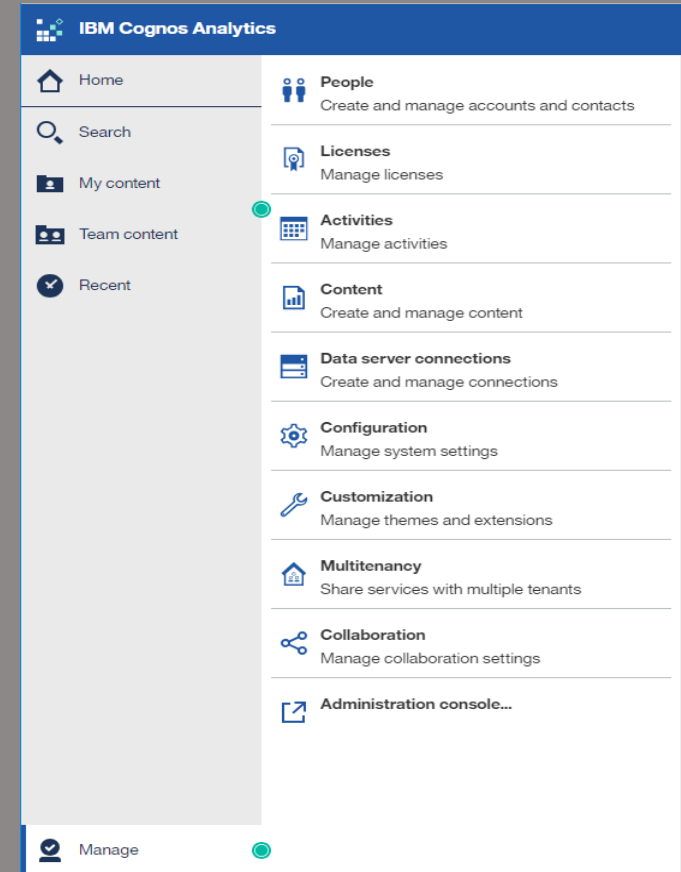 IBM Cognos Analytics
Home
Search
My content
Team content
Recent
Manage
People
Create and manage accounts and contacts
Licenses
Manage licenses
Activities
Manage activities
Content
Create and manage content
Data server connections
Create and manage connections
Configuration
Manage system settings
Customization
Manage themes and extensions
Multitenancy
Share services with multiple tenants
Collaboration
Manage collaboration settings
Administration console...